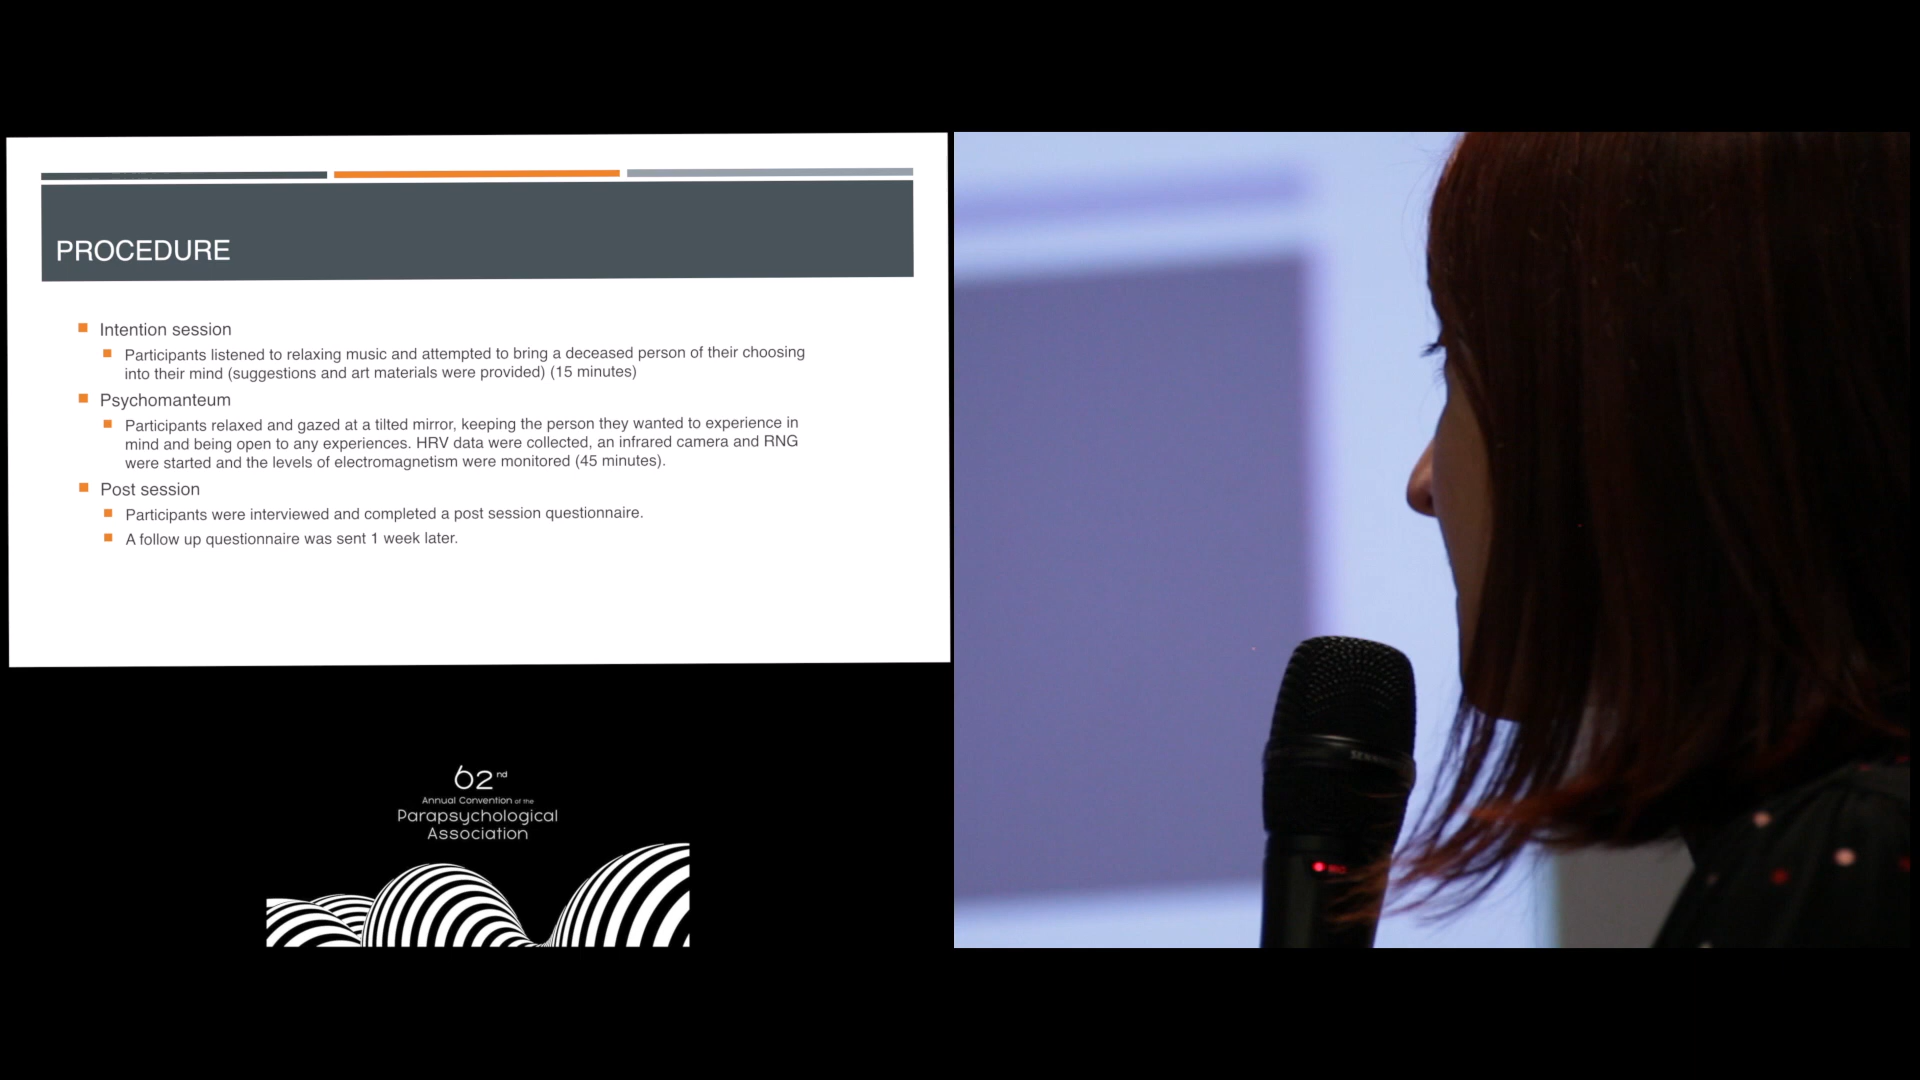 PROCEDURE
Intention session
Participants listened to relaxing music and attempted to bring a deceased person of their choosing
into their mind (suggestions and art materials were provided) (15 minutes)
Psychomanteum
Participants relaxed and gazed at a tilted mirror, keeping the person they wanted to experience in
mind and being open to any experiences. HRV data were collected, an infrared camera and RNG
were started and the levels of electromagnetism were monitored (45 minutes).
Post session
Participants were interviewed and completed a post session questionnaire.
A follow up questionnaire was sent 1 week later.
62nd
Annual Convention of the
Parapsychological
Association